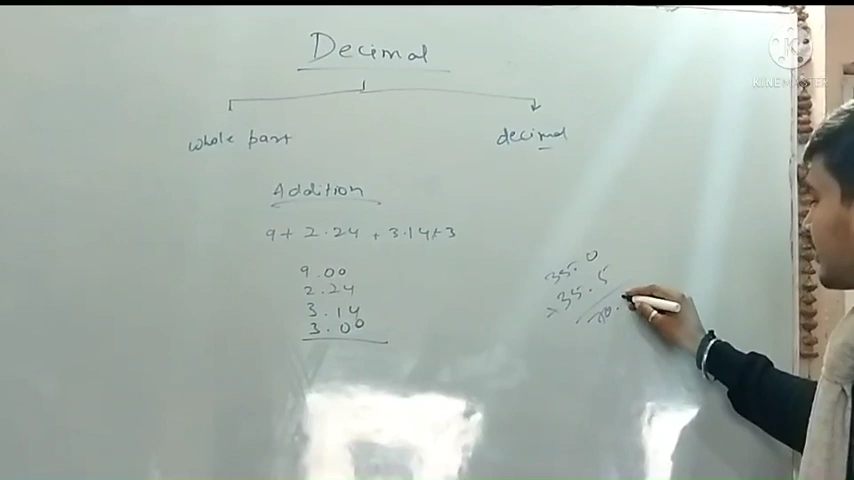 Decimal
whole part
decimal
Addition
9+ 2.24 + 3.14+3
9.00
2.24
3.14
3.00
35.0
35.5
70.
KINEMASTER